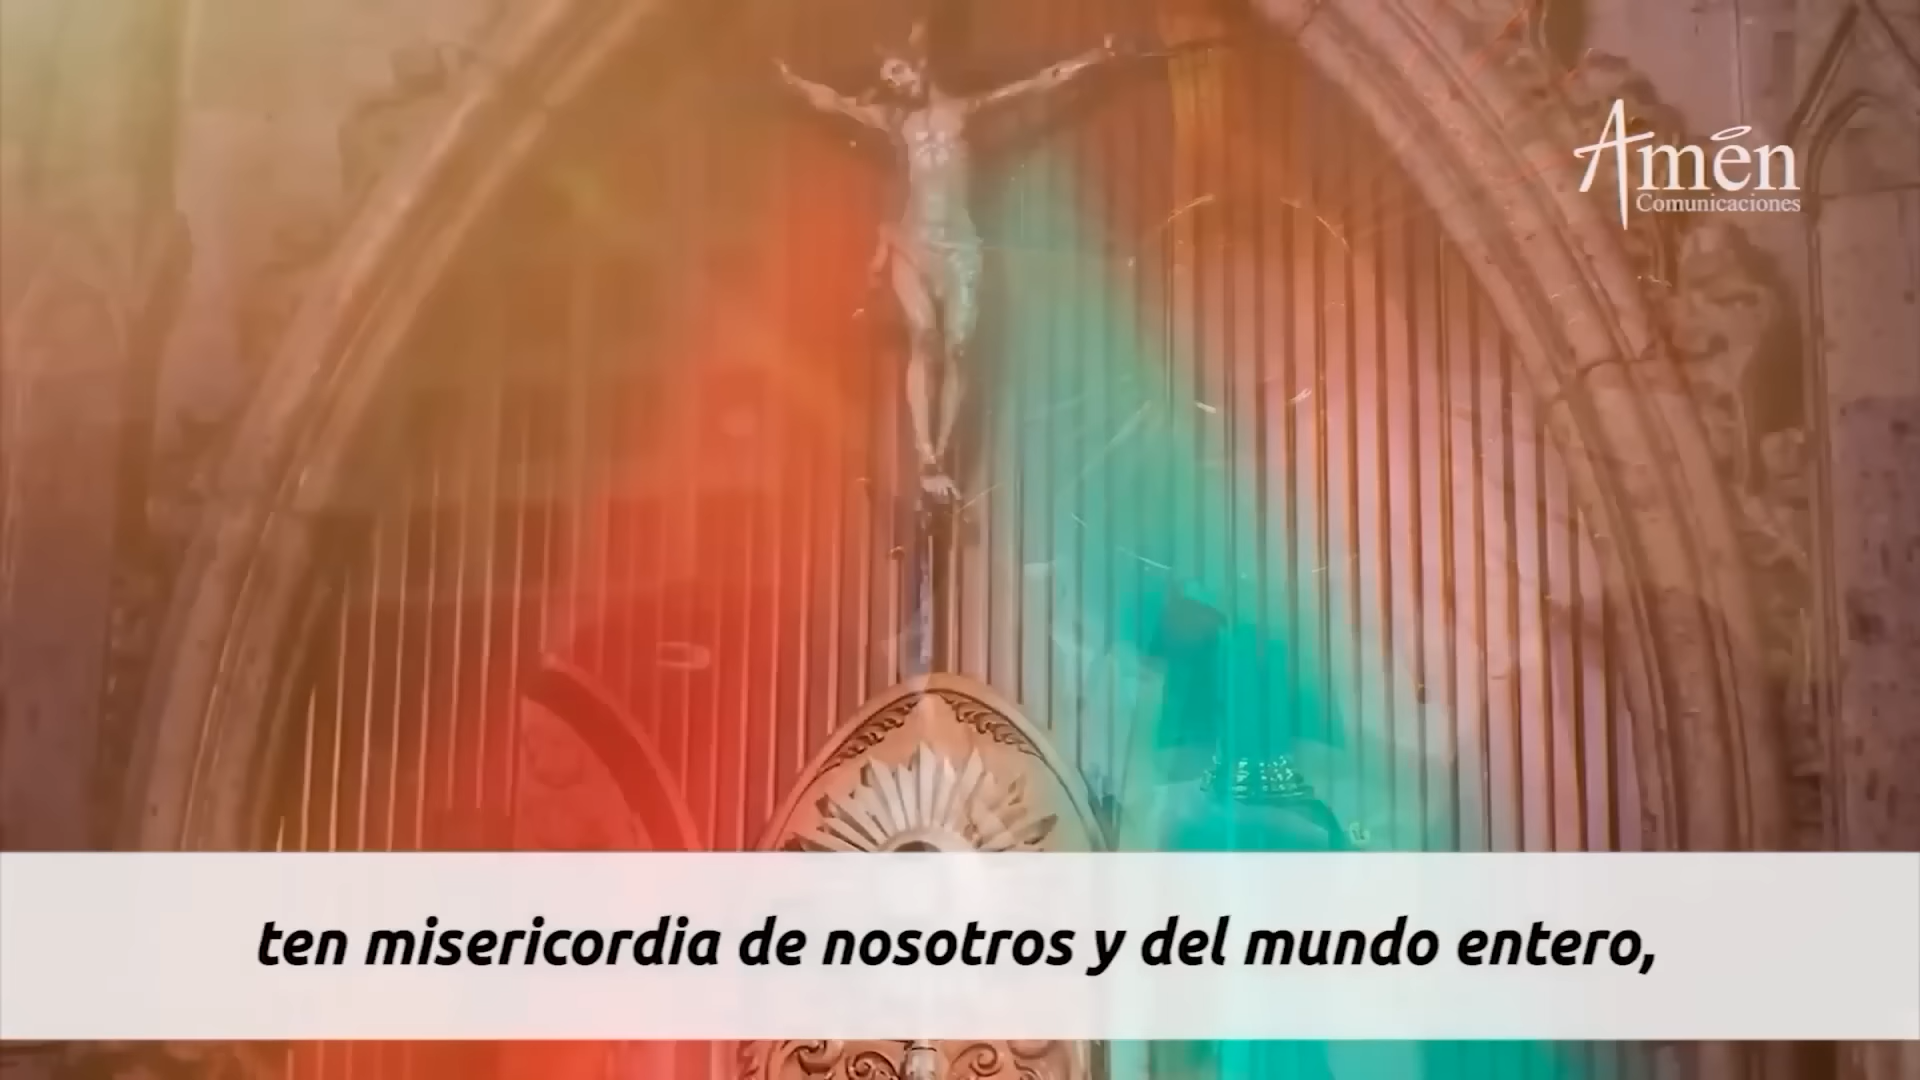 Amén
Comunicaciones
ten misericordia de nosotros y del mundo entero,